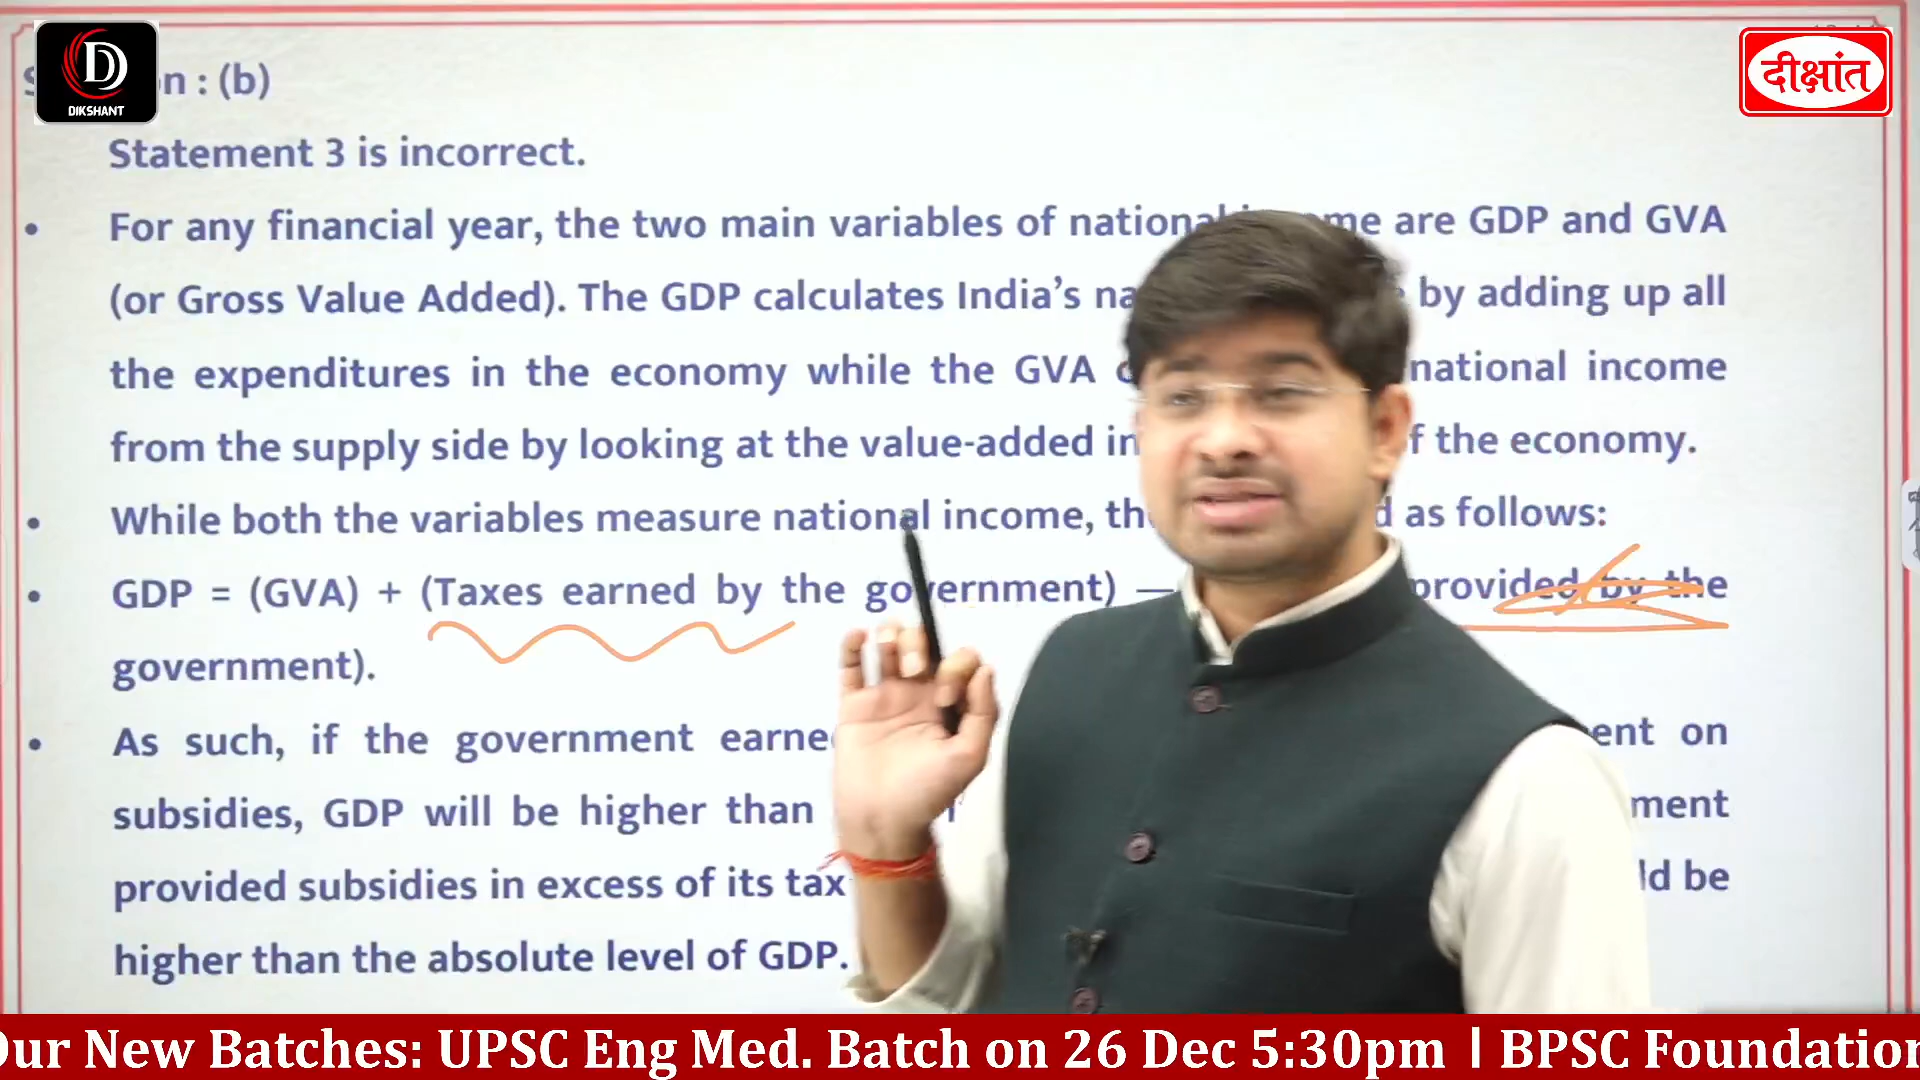 DIKSHANT
दीक्षांत
n : (b)
Statement 3 is incorrect.
• For any financial year, the two main variables of national me are GDP and GVA
(or Gross Value Added). The GDP calculates India's na by adding up all
the expenditures in the economy while the GVA national income
from the supply side by looking at the value-added in f the economy.
• While both the variables measure national income, th d as follows:
• GDP = (GVA) + (Taxes earned by the government) — provided by the
government).
• As such, if the government earne ent on
subsidies, GDP will be higher than ment
provided subsidies in excess of its tax ld be
higher than the absolute level of GDP.
Our New Batches: UPSC Eng Med. Batch on 26 Dec 5:30pm | BPSC Foundation